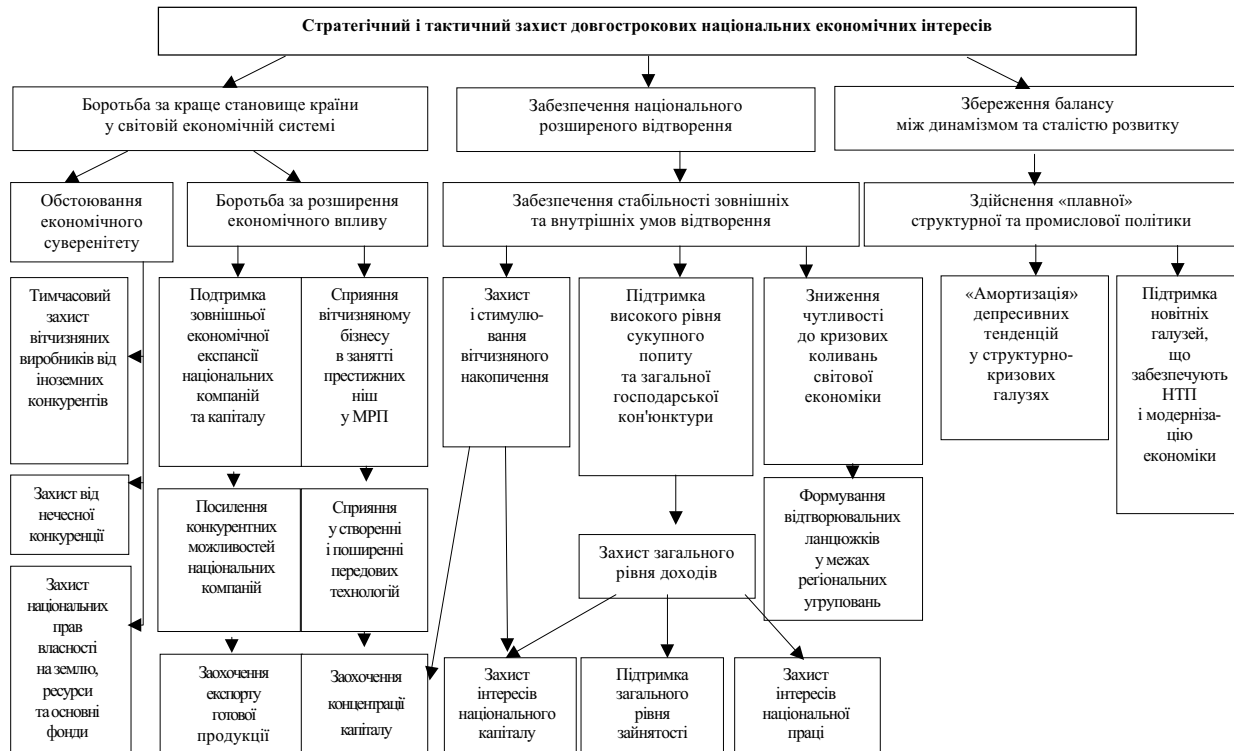 Стратегічний і тактичний захист довгострокових національних економічних інтересів
Боротьба за краще становище країни
у світовій економічній системі
Забезпечення національного
розширеного відтворення
Збереження балансу
між динамізмом та сталістю розвитку
Обстоювання
економічного
суверенітету
Боротьба за розширення
економічного впливу
Забезпечення стабільності зовнішніх
та внутрішніх умов відтворення
Здійснення «плавної»
структурної та промислової політики
Тимчасовий
захист
вітчизняних
виробників від
іноземних
конкурентів
Подтримка
зовнішньої
економічної
експансії
національних
компаній
та капіталу
Сприяння
вітчизняному
бізнесу
в занятті
престижних
ніш
у МРП
Захист
і стимулю-
вання
вітчизняного
накопичення
Підтримка
високого рівня
сукупного
попиту
та загальної
господарської
кон'юнктури
Зниження
чутливості
до кризових
коливань
світової
економіки
«Амортизація»
депресивних
тенденцій
у структурно-
кризових
галузях
Підтримка
новітніх
галузей,
що
забезпечують
НТП
і модерніза-
цію
економіки
Захист від
нечесної
конкуренції
Посилення
конкурентних
можливостей
національних
компаній
Сприяння
у створенні
і поширенні
передових
технологій
Захист загального
рівня доходів
Формування
відтворювальних
ланцюжків
у межах
регіональних
угруповань
Захист
національних
прав
власності
на землю,
ресурси
та основні
фонди
Заохочення
експорту
готової
продукції
Заохочення
концентрації
капіталу
Захист
інтересів
національного
капіталу
Підтримка
загального
рівня
зайнятості
Захист
інтересів
національної
праці